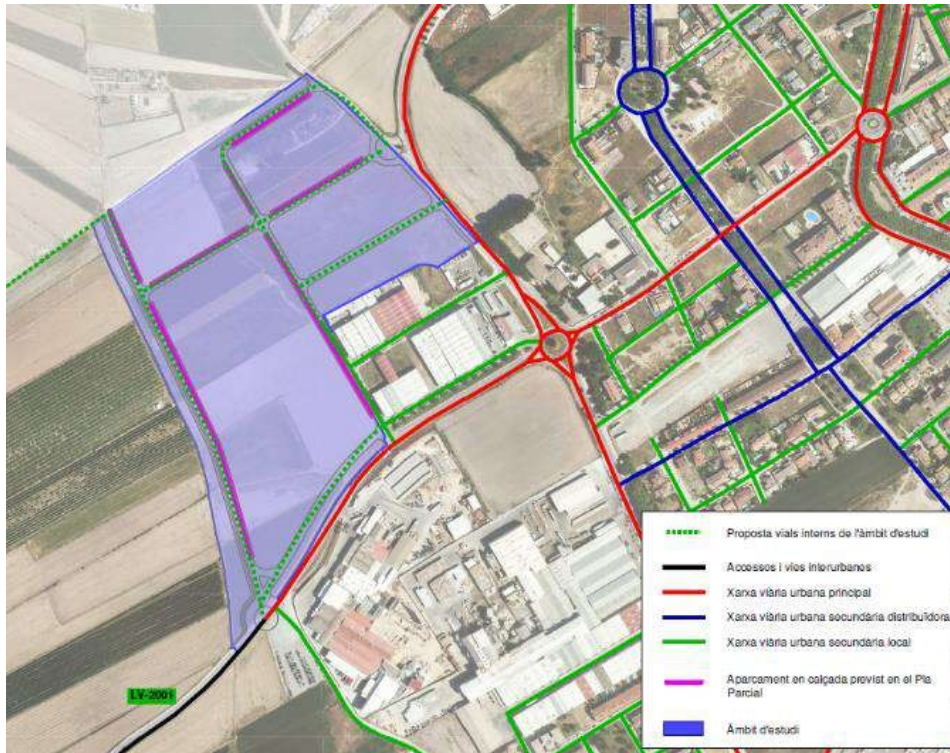 Proposta vials interns de l'àmbit d'estudi
Accessos i vies interurbanes
Xarxa viària urbana principal
Xarxa viària urbana secundària distribuïdora
Xarxa viària urbana secundària local
Aparcament en calçada previst en el Pla
Parcial
Àmbit d'estudi
LV-2001